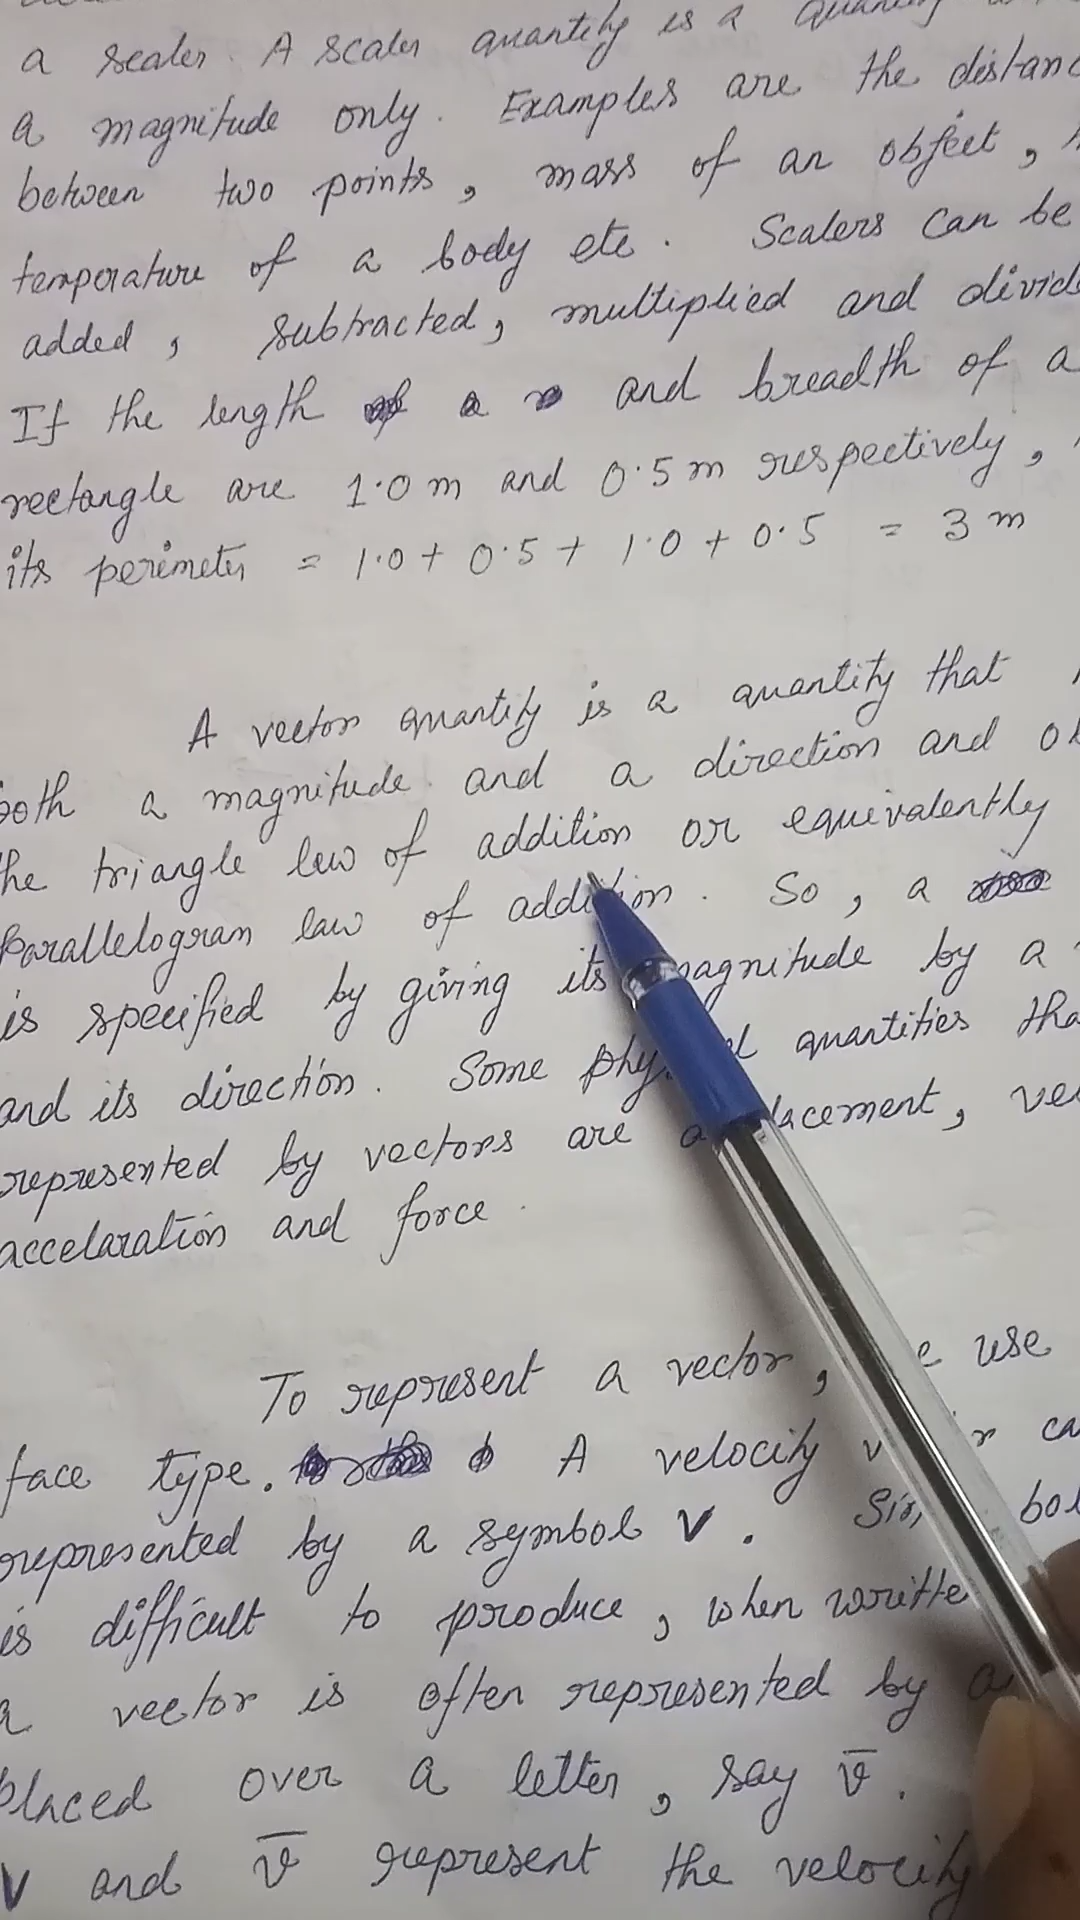 a scaler. A scaler quantity is a
a magnitude only. Examples are the distanc
between two points, mass of an object,
temperature of a body etc. Scalers can be
added, subtracted, multiplied and divide
If the length a and breadth of a
rectangle are 1.0 m and 0.5 m respectively,
its perimeter = 1.0 + 0.5 + 1.0 + 0.5 = 3 m
A vector quantity is a quantity that
both a magnitude and a direction and ob
he triangle law of addition or equivalently
Parallelogram law of addition. So, a
is specified by giving its magnitude by a
and its direction. Some quantities tha
represented by vectors are
accelaration and force.
To represent a vector, use
face type. A velocity ca
represented by a symbol v.
is difficult to produce, when writte
a vector is often represented by a
placed over a letter, say v̅.
v and v̅ represent the velocity